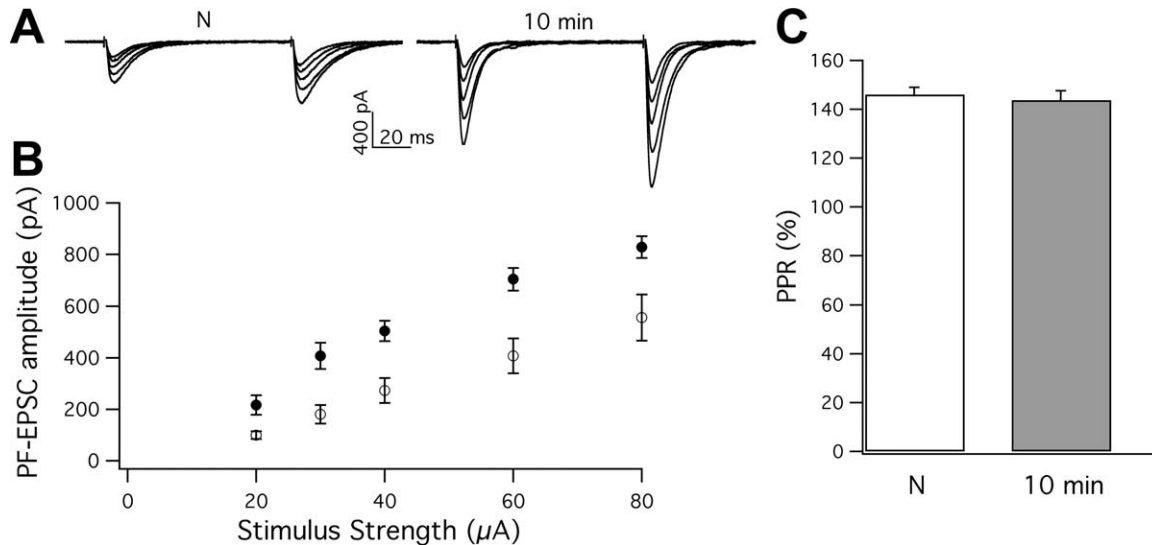 A
N
10 min
400 pA
20 ms
B
PF-EPSC amplitude (pA)
1000
800
600
400
200
0
0 20 40 60 80
Stimulus Strength (µA)
C
PPR (%)
160
140
120
100
80
60
40
20
0
N 10 min